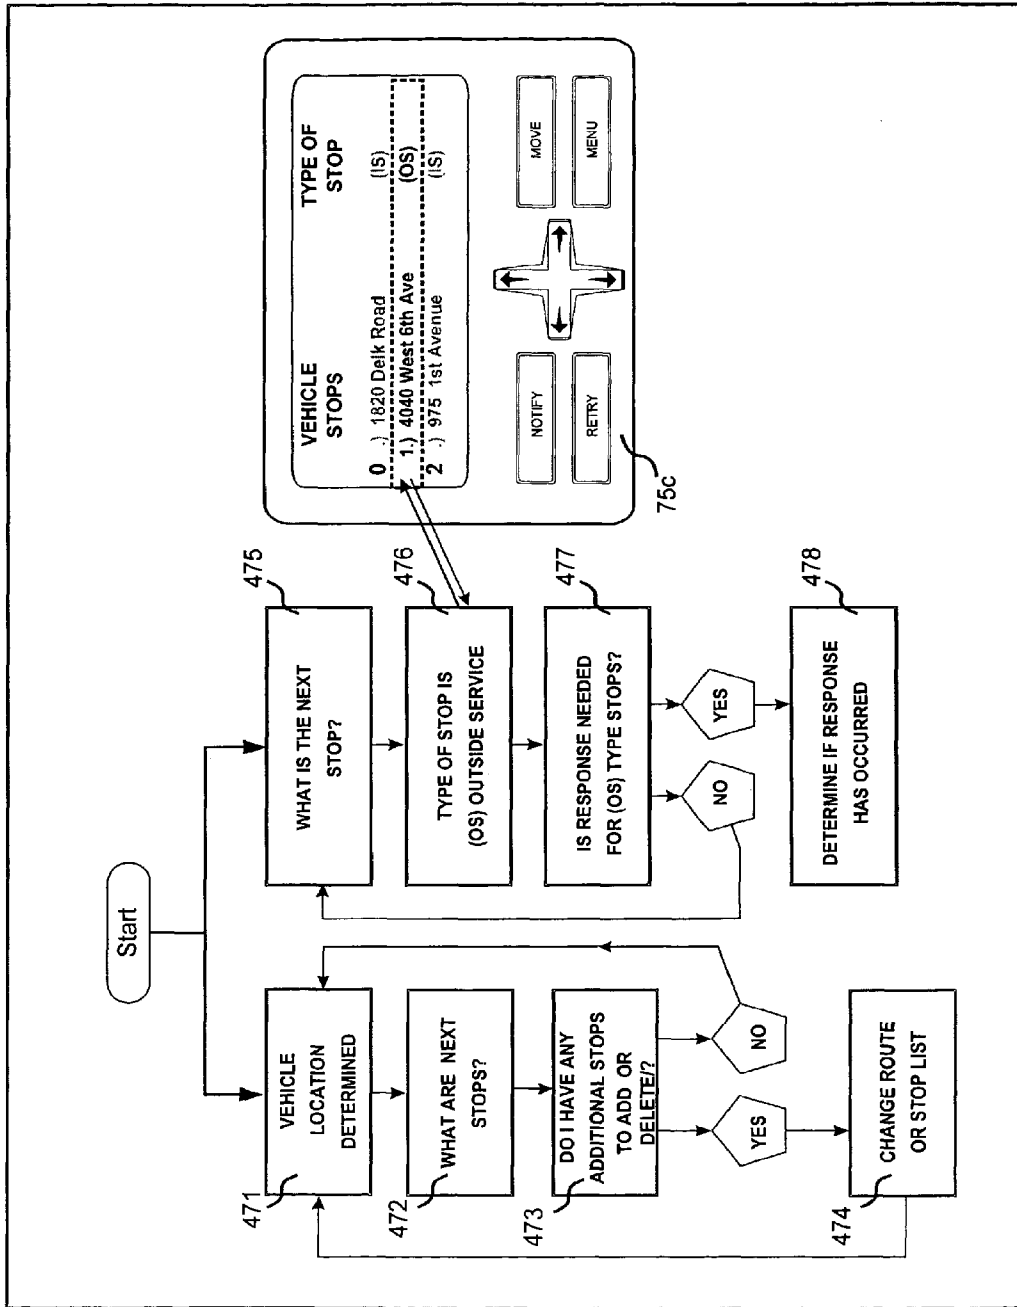 Start
471
VEHICLE
LOCATION
DETERMINED
472
WHAT ARE NEXT
STOPS?
473
DO I HAVE ANY
ADDITIONAL STOPS
TO ADD OR
DELETE/?
YES
NO
474
CHANGE ROUTE
OR STOP LIST
475
WHAT IS THE NEXT
STOP?
476
TYPE OF STOP IS
(OS) OUTSIDE SERVICE
477
IS RESPONSE NEEDED
FOR (OS) TYPE STOPS?
NO
YES
478
DETERMINE IF RESPONSE
HAS OCCURRED
VEHICLE STOPS TYPE OF STOP
0 .) 1820 Delk Road (IS)
1.) 4040 West 6th Ave (OS)
2 .) 975 1st Avenue (IS)
NOTIFY
RETRY
MOVE
MENU
75c